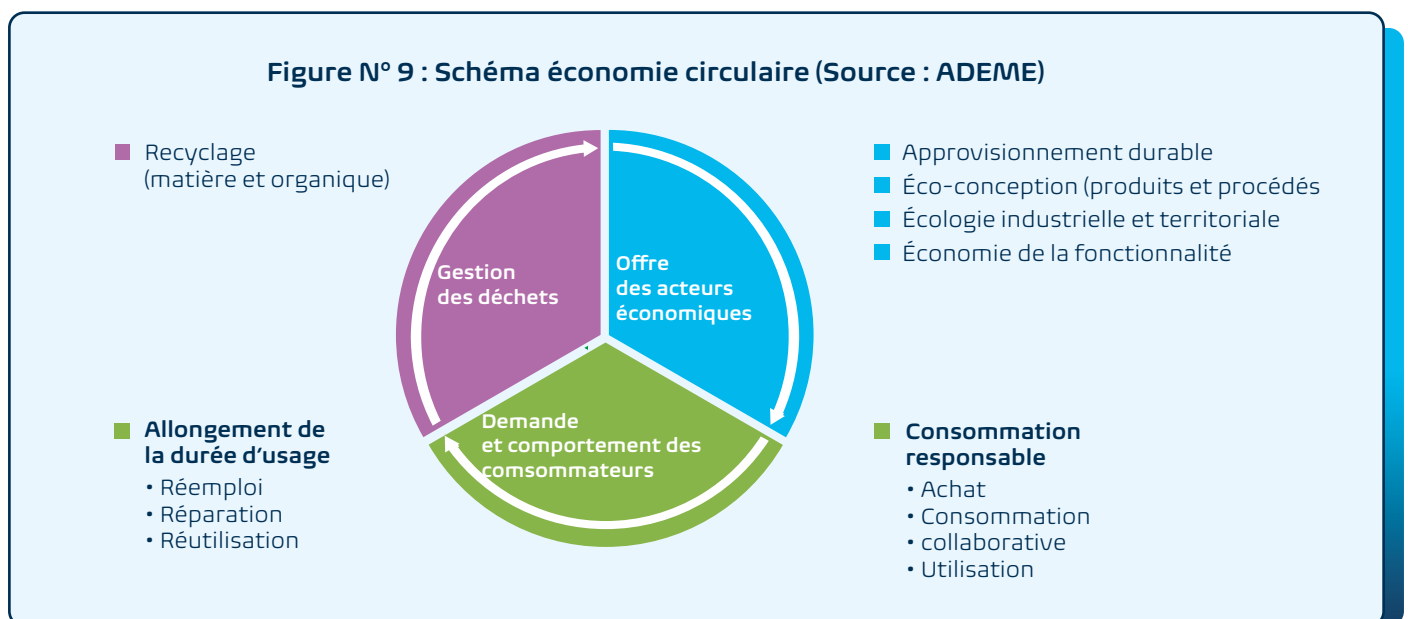 Figure N° 9 : Schéma économie circulaire (Source : ADEME)
Recyclage
(matière et organique)
Approvisionnement durable
Éco-conception (produits et procédés
Écologie industrielle et territoriale
Économie de la fonctionnalité
Gestion
des déchets
Offre
des acteurs
économiques
Demande
et comportement des
comsommateurs
Allongement de
la durée d'usage
• Réemploi
• Réparation
• Réutilisation
Consommation
responsable
• Achat
• Consommation
• collaborative
• Utilisation